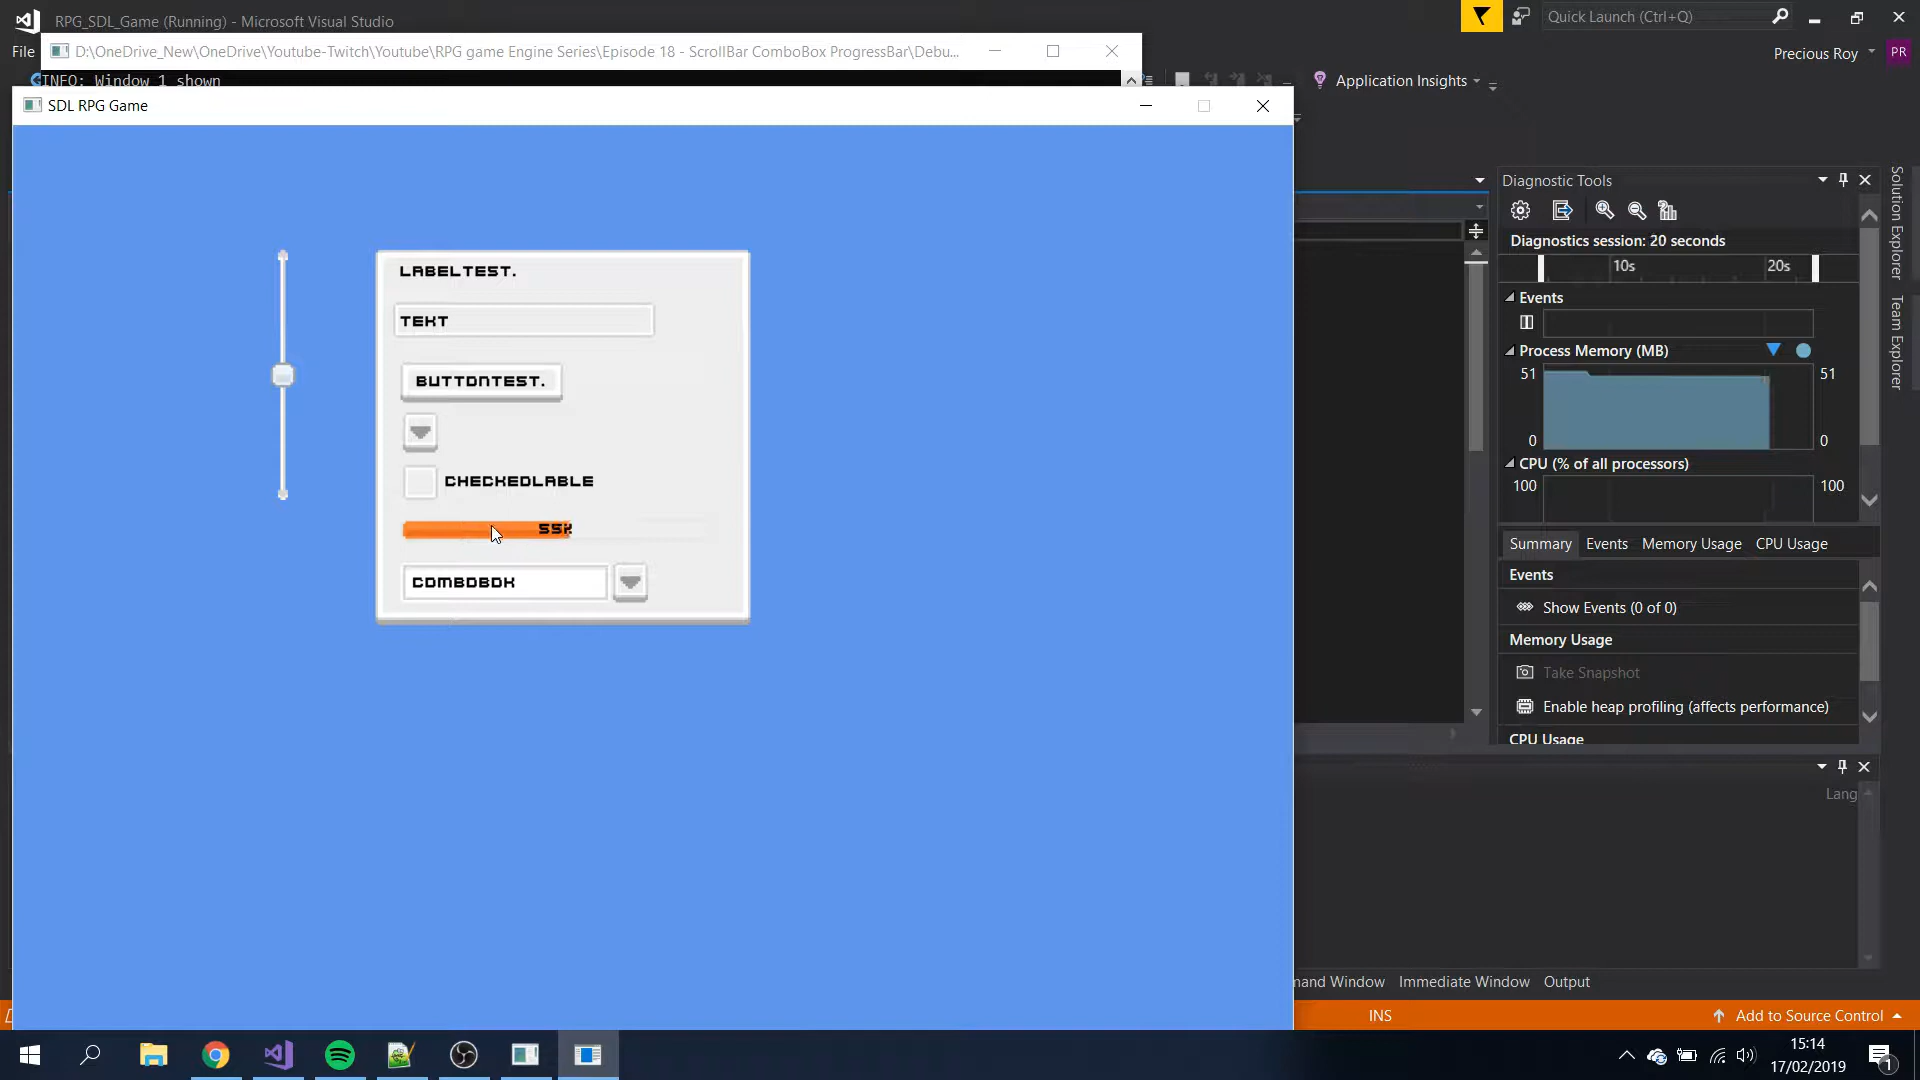 RPG_SDL_Game (Running) - Microsoft Visual Studio
Quick Launch (Ctrl+Q)
File
D:\OneDrive_New\OneDrive\Youtube-Twitch\Youtube\RPG game Engine Series\Episode 18 - ScrollBar ComboBox ProgressBar\Debu...
Precious Roy
PR
INFO: Window 1 shown
Application Insights
SDL RPG Game
Diagnostic Tools
Solution Explorer
Team Explorer
Diagnostics session: 20 seconds
10s
20s
Events
Process Memory (MB)
51
51
0
0
CPU (% of all processors)
100
100
LABELTEST.
TEXT
BUTTONTEST.
CHECKEDLABLE
55%
COMBOBOX
Summary
Events
Memory Usage
CPU Usage
Events
Show Events (0 of 0)
Memory Usage
Take Snapshot
Enable heap profiling (affects performance)
CPU Usage
Lang
mand Window
Immediate Window
Output
INS
Add to Source Control
15:14
17/02/2019
1